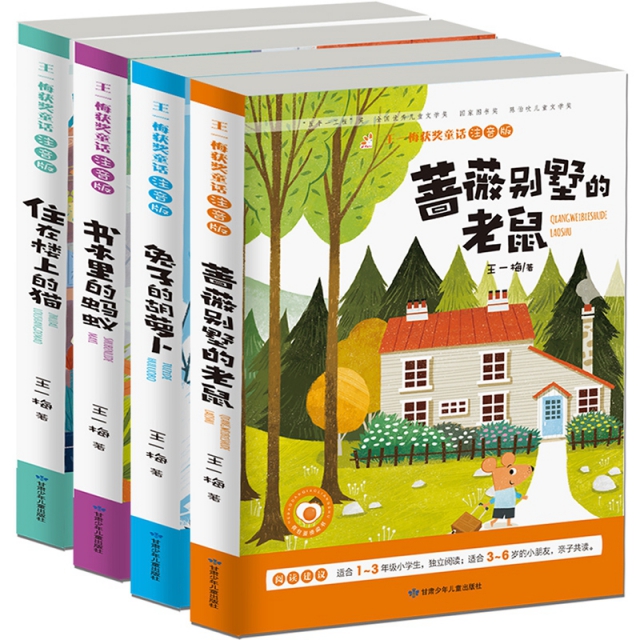 王一梅获奖童话 注音版
住在楼上的猫
王一梅 著
甘肃少年儿童出版社
王一梅获奖童话 注音版
书本里的蚂蚁
王一梅 著
甘肃少年儿童出版社
王一梅获奖童话 注音版
兔子的胡萝卜
王一梅 著
甘肃少年儿童出版社
王一梅获奖童话 注音版
蔷薇别墅的老鼠
王一梅 著
甘肃少年儿童出版社
全国优秀儿童文学奖 国家图书奖 陈伯吹儿童文学奖
王一梅获奖童话 注音版
蔷薇别墅的
QIANGWEIBIESHUDE
老鼠
LAOSHU
王一梅/著
阅读建议 适合1~3年级小学生,独立阅读;适合3~6岁的小朋友,亲子共读。
甘肃少年儿童出版社